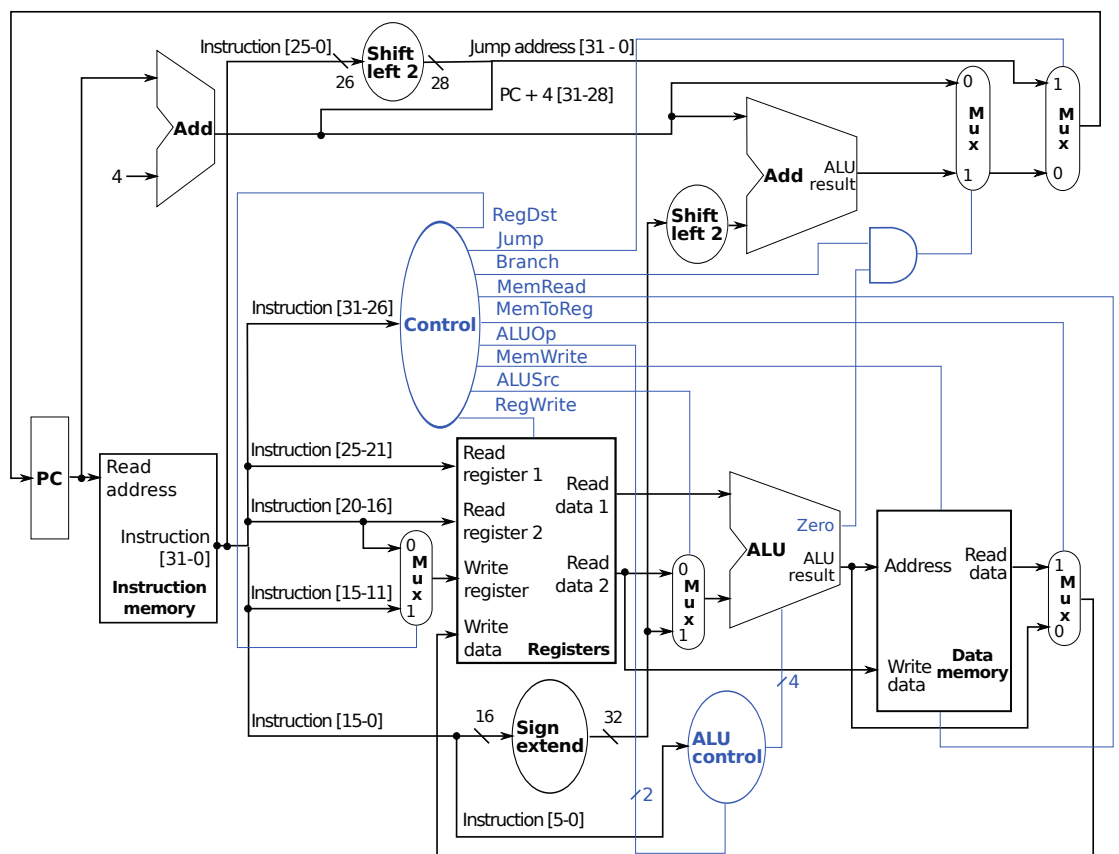 Instruction [25-0]
26
Shift
left 2
28
Jump address [31 - 0]
PC + 4 [31-28]
Add
4
0
M
u
x
1
1
M
u
x
0
Add
ALU
result
Shift
left 2
RegDst
Jump
Branch
MemRead
MemToReg
ALUOp
MemWrite
ALUSrc
RegWrite
Instruction [31-26]
Control
PC
Read
address
Instruction
[31-0]
Instruction
memory
Instruction [25-21]
Instruction [20-16]
Instruction [15-11]
Instruction [15-0]
0
M
u
x
1
Read
register 1
Read
register 2
Write
register
Write
data
Read
data 1
Read
data 2
Registers
0
M
u
x
1
Zero
ALU
ALU
result
4
Address
Read
data
Write
data
Data
memory
1
M
u
x
0
16
Sign
extend
32
ALU
control
2
Instruction [5-0]